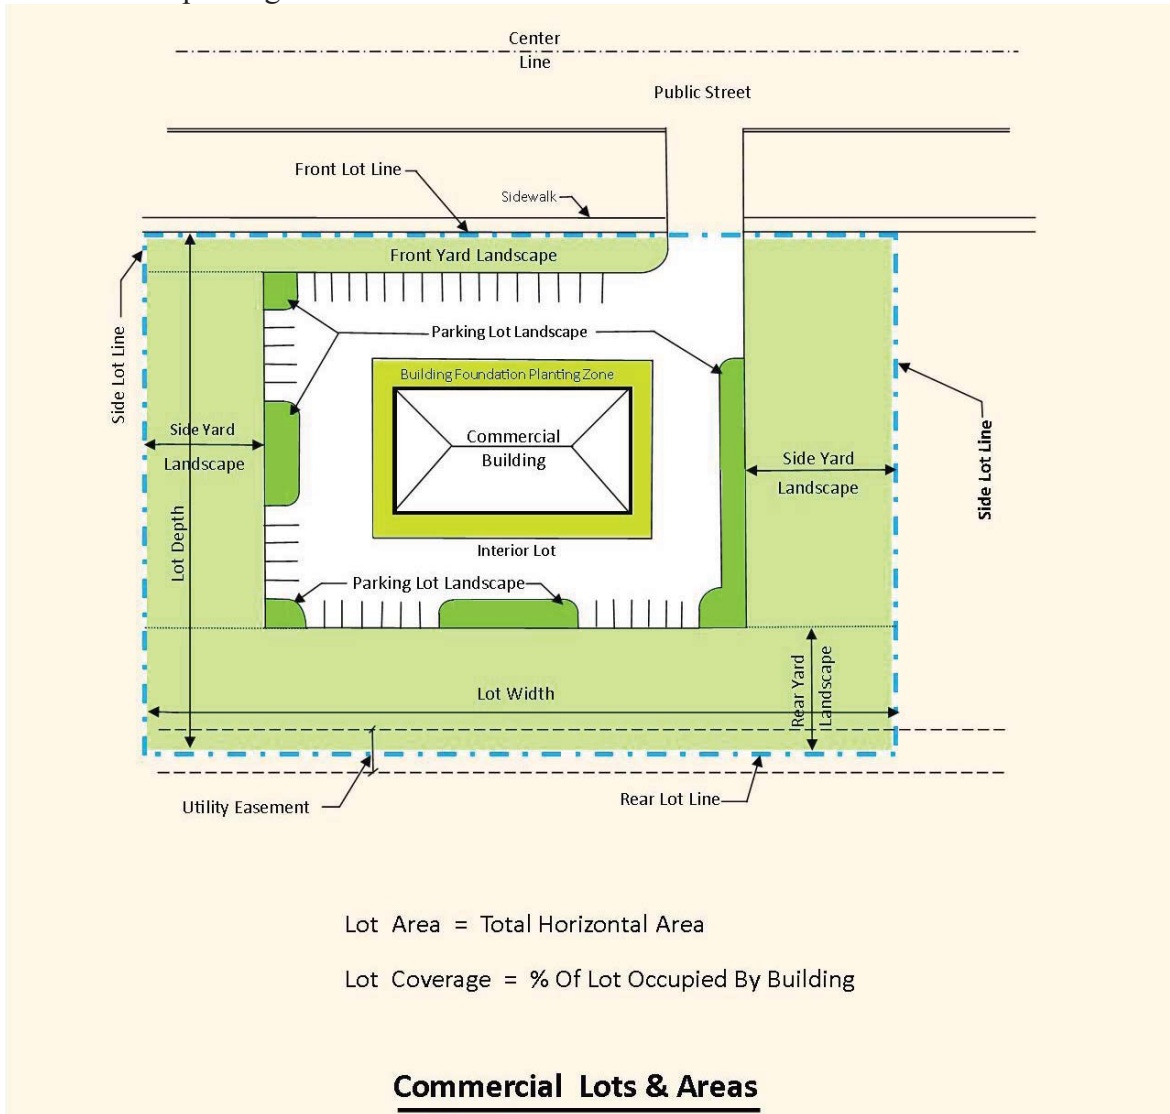 Center
Line
Public Street
Front Lot Line
Sidewalk
Front Yard Landscape
Side Lot Line
Parking Lot Landscape
Building Foundation Planting Zone
Commercial
Building
Side Yard
Landscape
Side Yard
Landscape
Side Lot Line
Lot Depth
Interior Lot
Parking Lot Landscape
Lot Width
Rear Yard
Landscape
Utility Easement
Rear Lot Line
Lot Area = Total Horizontal Area
Lot Coverage = % Of Lot Occupied By Building
Commercial Lots & Areas